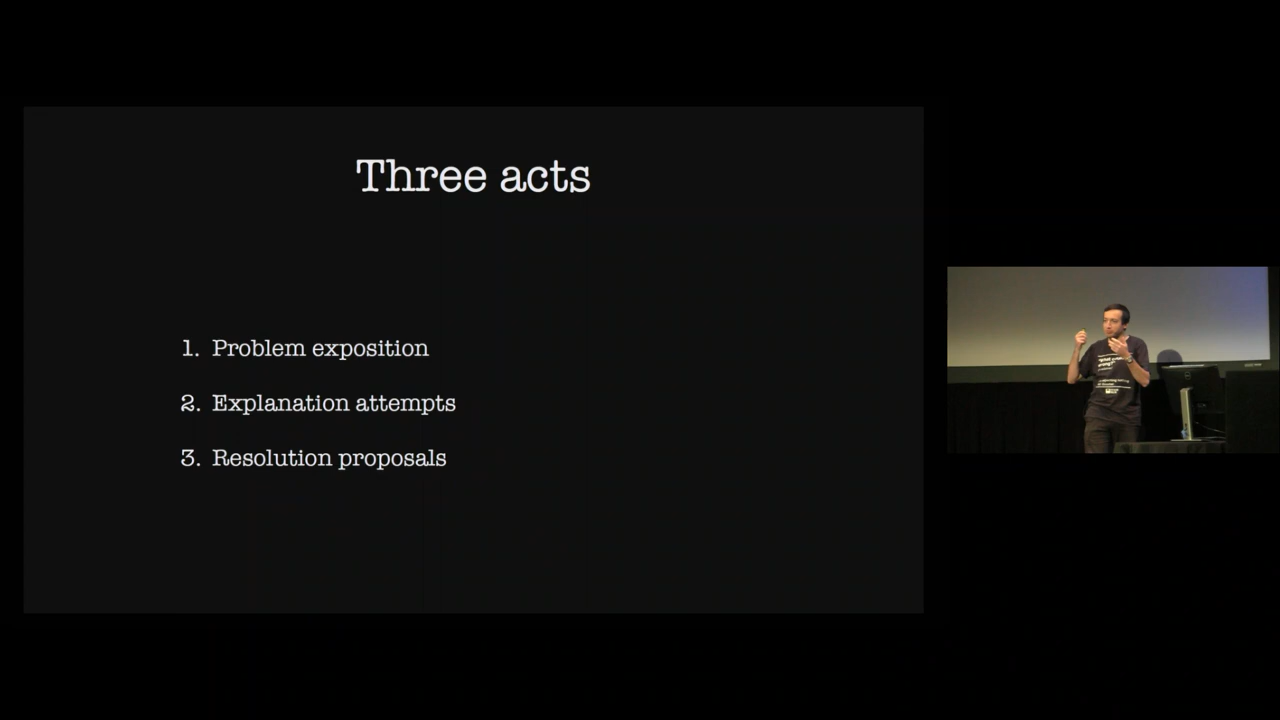 Three acts
1. Problem exposition
2. Explanation attempts
3. Resolution proposals